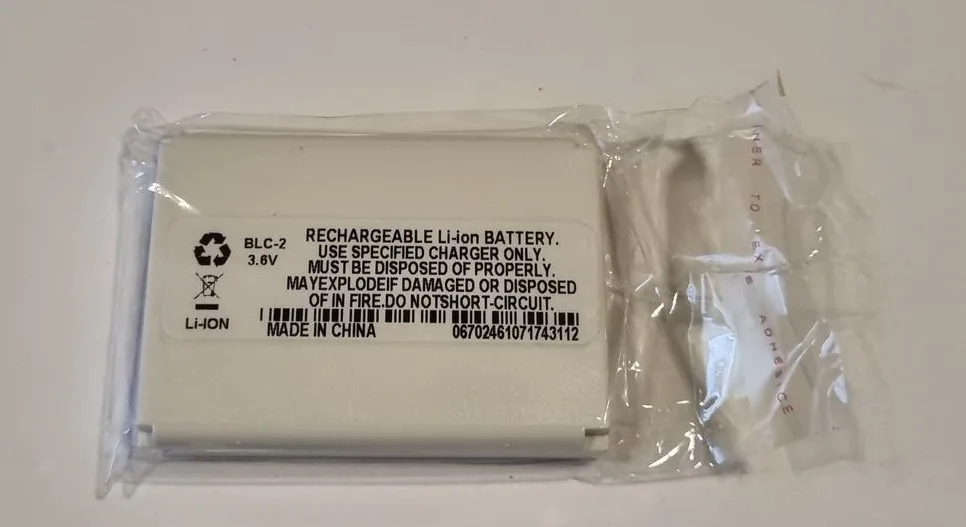 BLC-2
3.6V
Li-ION
RECHARGEABLE Li-ion BATTERY.
USE SPECIFIED CHARGER ONLY.
MUST BE DISPOSED OF PROPERLY.
MAYEXPLODEIF DAMAGED OR DISPOSED
OF IN FIRE.DO NOTSHORT-CIRCUIT.
MADE IN CHINA
06702461071743112
TO